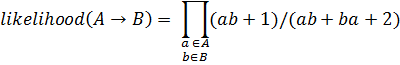 likelihood(A → B) = ∏(ab + 1)/(ab + ba + 2)
a ∈ A
b∈B